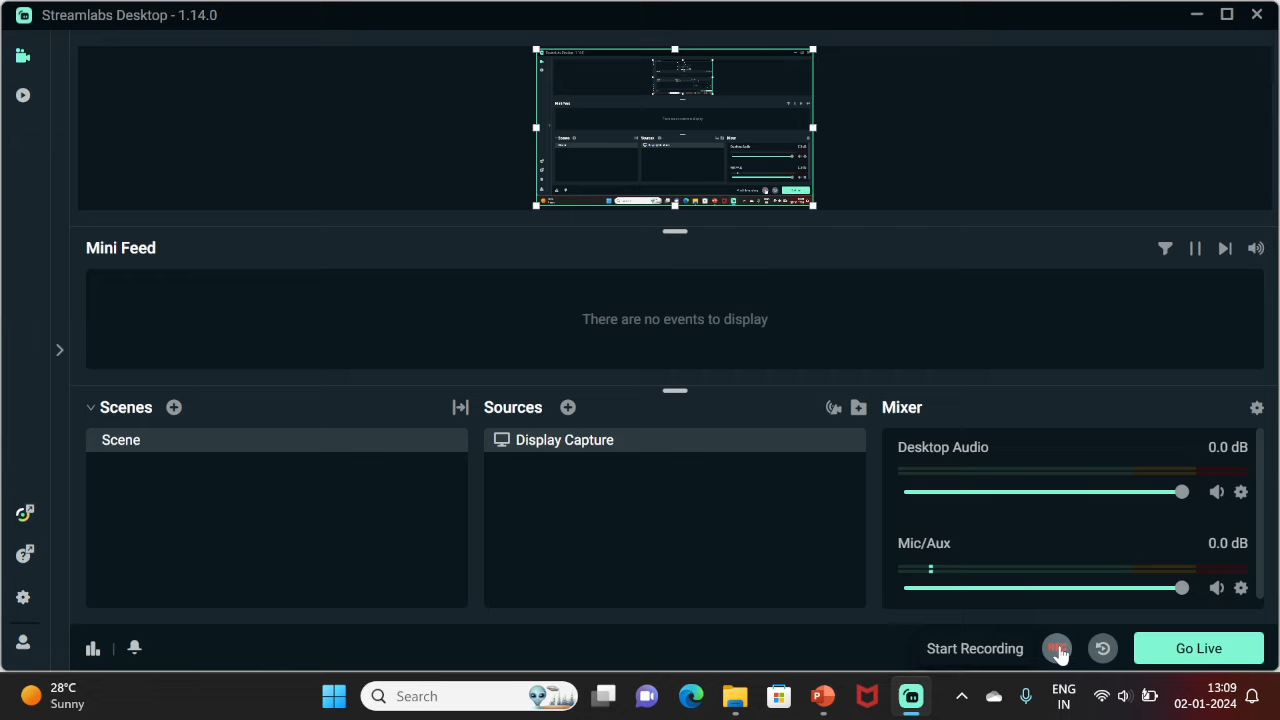 Streamlabs Desktop - 1.14.0
Mini Feed
There are no events to display
Scenes
Sources
Mixer
Scene
Display Capture
Desktop Audio
0.0 dB
Mic/Aux
0.0 dB
Start Recording
Go Live
28°C
Sunny
Search
ENG
IN
13:09
02-01-2024